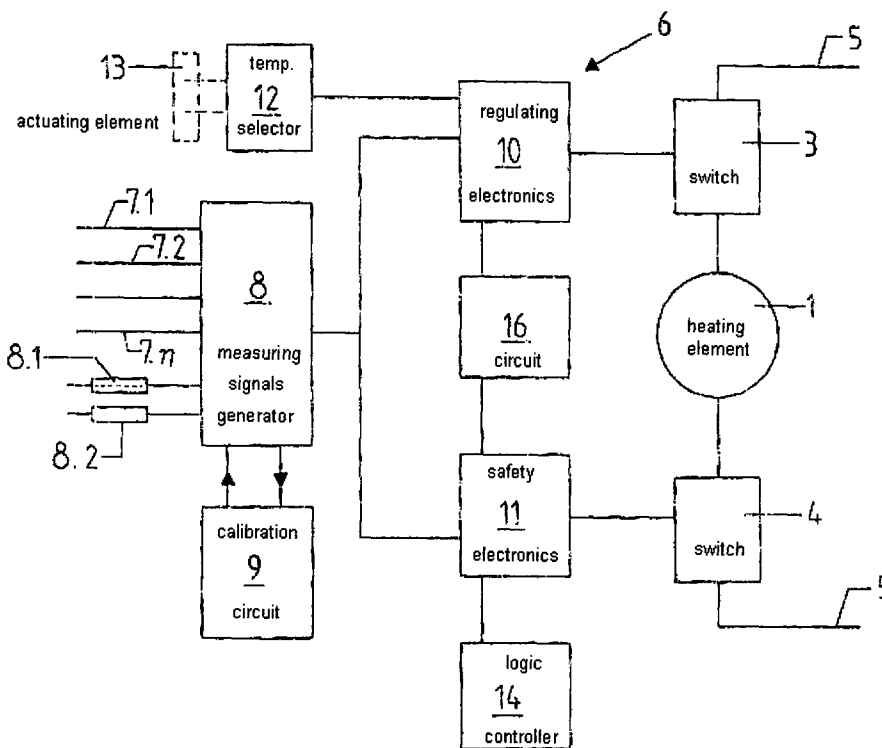 6
5
13
temp.
12
selector
actuating element
regulating
10
electronics
3
switch
7.1
7.2
8
7.n
measuring
signals
generator
8.1
8.2
16
circuit
1
heating
element
safety
11
electronics
4
switch
calibration
9
circuit
5
logic
14
controller